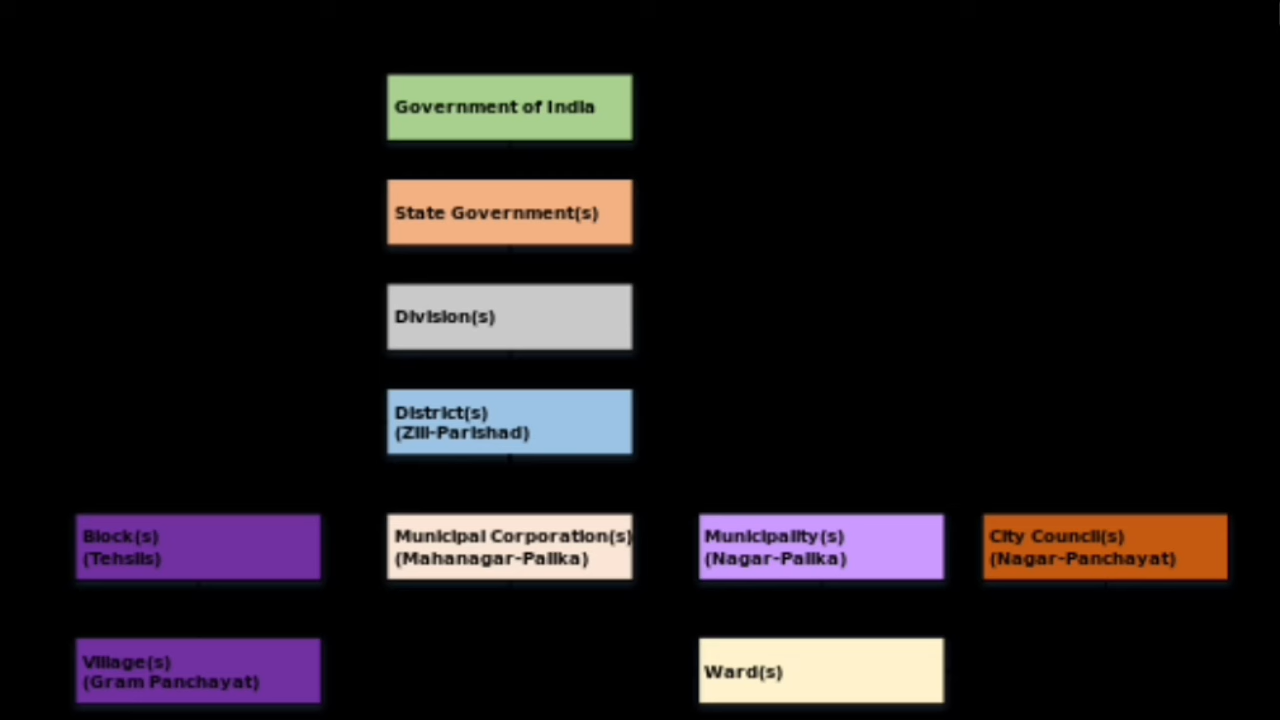 Government of India
State Government(s)
Division(s)
District(s)
(Zill-Parishad)
Block(s)
(Tehsils)
Municipal Corporation(s)
(Mahanagar-Palika)
Municipality(s)
(Nagar-Palika)
City Council(s)
(Nagar-Panchayat)
Village(s)
(Gram Panchayat)
Ward(s)